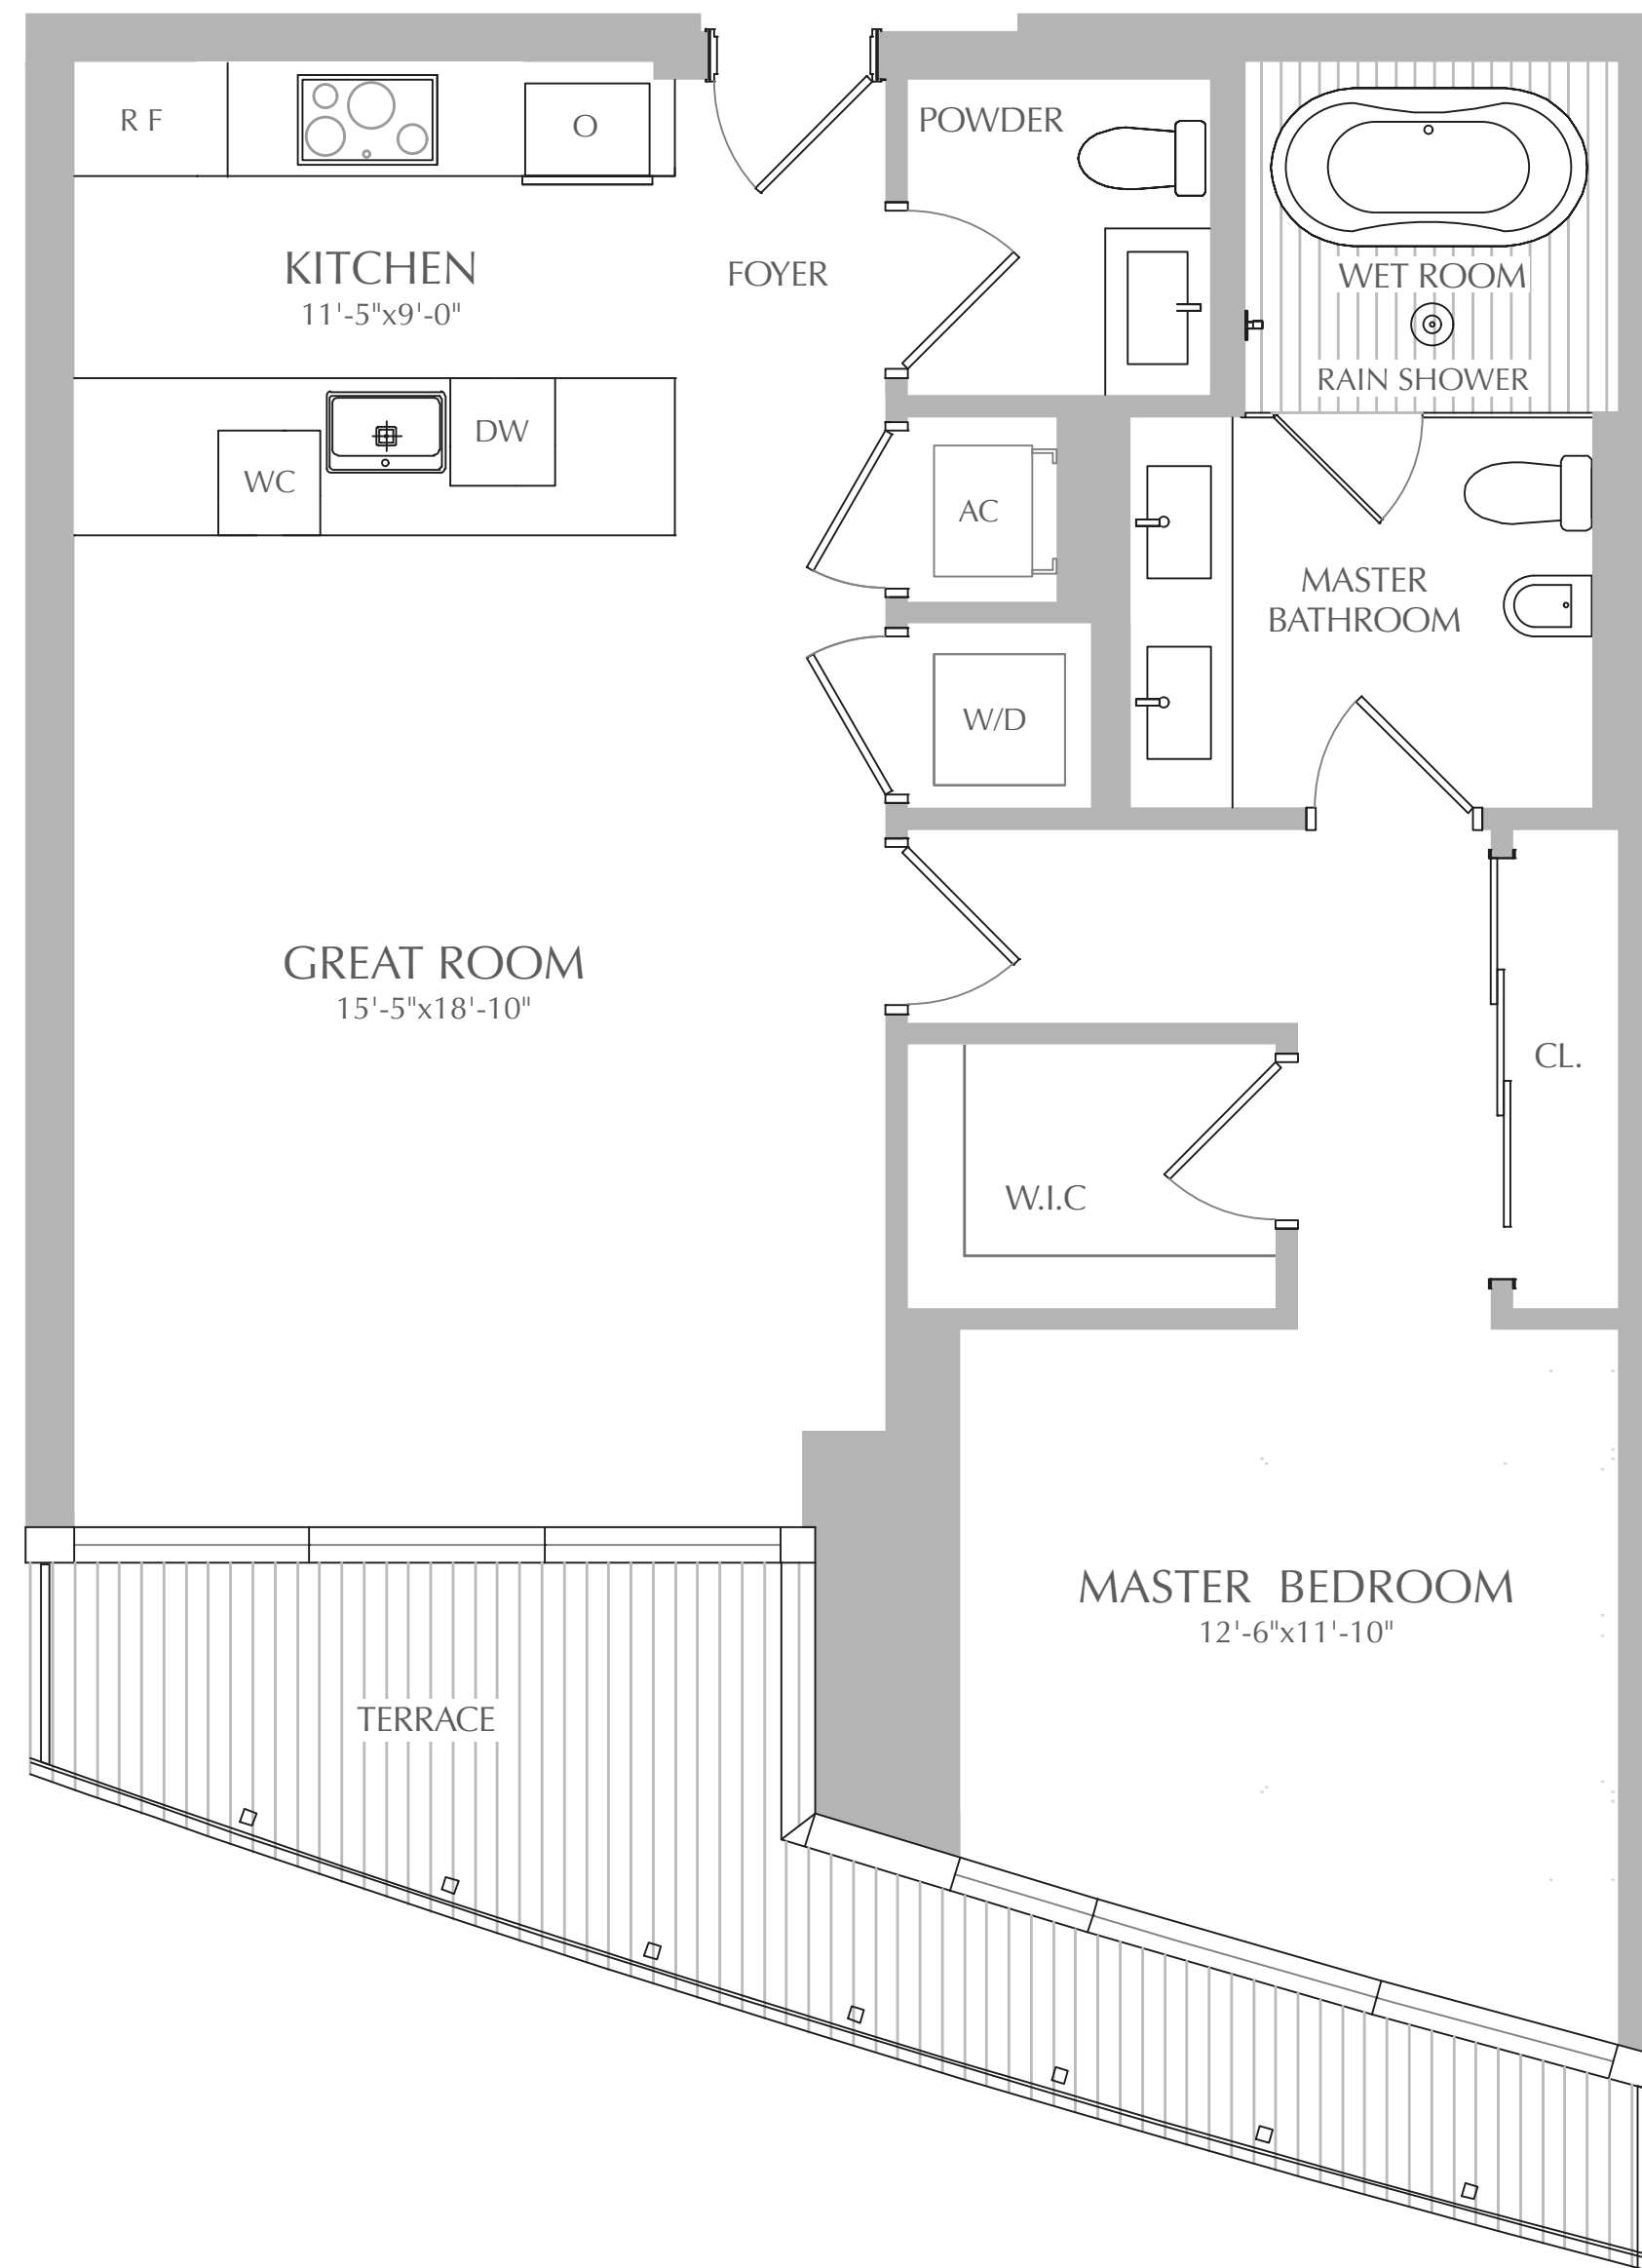 R F
O
POWDER
KITCHEN
11'-5"x9'-0"
FOYER
WET ROOM
RAIN SHOWER
WC
DW
AC
MASTER
BATHROOM
W/D
GREAT ROOM
15'-5"x18'-10"
CL.
W.I.C
MASTER BEDROOM
12'-6"x11'-10"
TERRACE